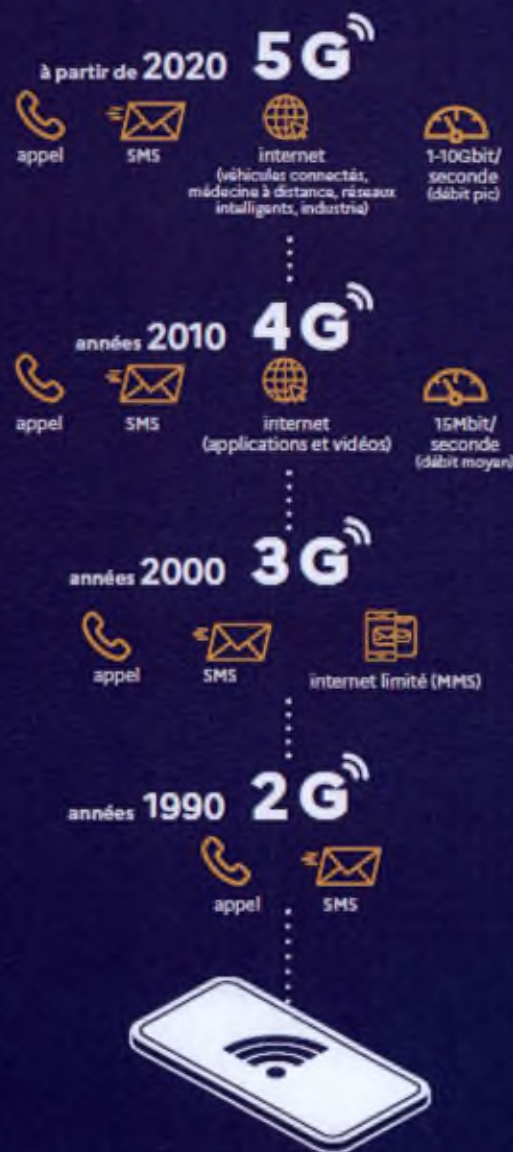 à partir de 2020 5G
appel
SMS
internet
(véhicules connectés,
médecine à distance, réseaux
intelligents, industrie)
1-10Gbit/
seconde
(débit pic)
années 2010 4G
appel
SMS
internet
(applications et vidéos)
15Mbit/
seconde
(débit moyen)
années 2000 3G
appel
SMS
internet limité (MMS)
années 1990 2G
appel
SMS